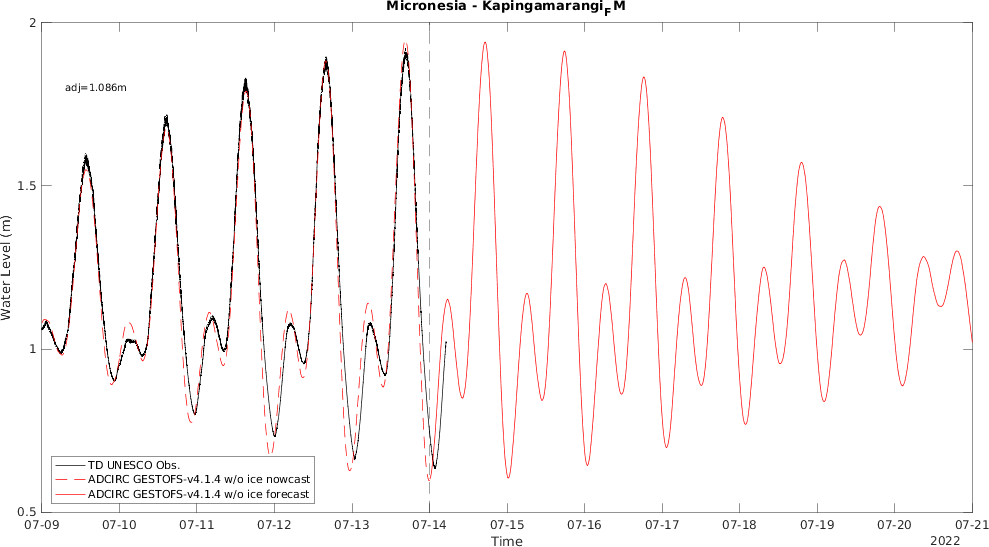 Micronesia - Kapingamarangi_FM
2
adj=1.086m
1.5
Water Level (m)
1
TD UNESCO Obs.
ADCIRC GESTOFS-v4.1.4 w/o ice nowcast
ADCIRC GESTOFS-v4.1.4 w/o ice forecast
0.5
07-09 07-10 07-11 07-12 07-13 07-14 07-15 07-16 07-17 07-18 07-19 07-20 07-21
Time
2022